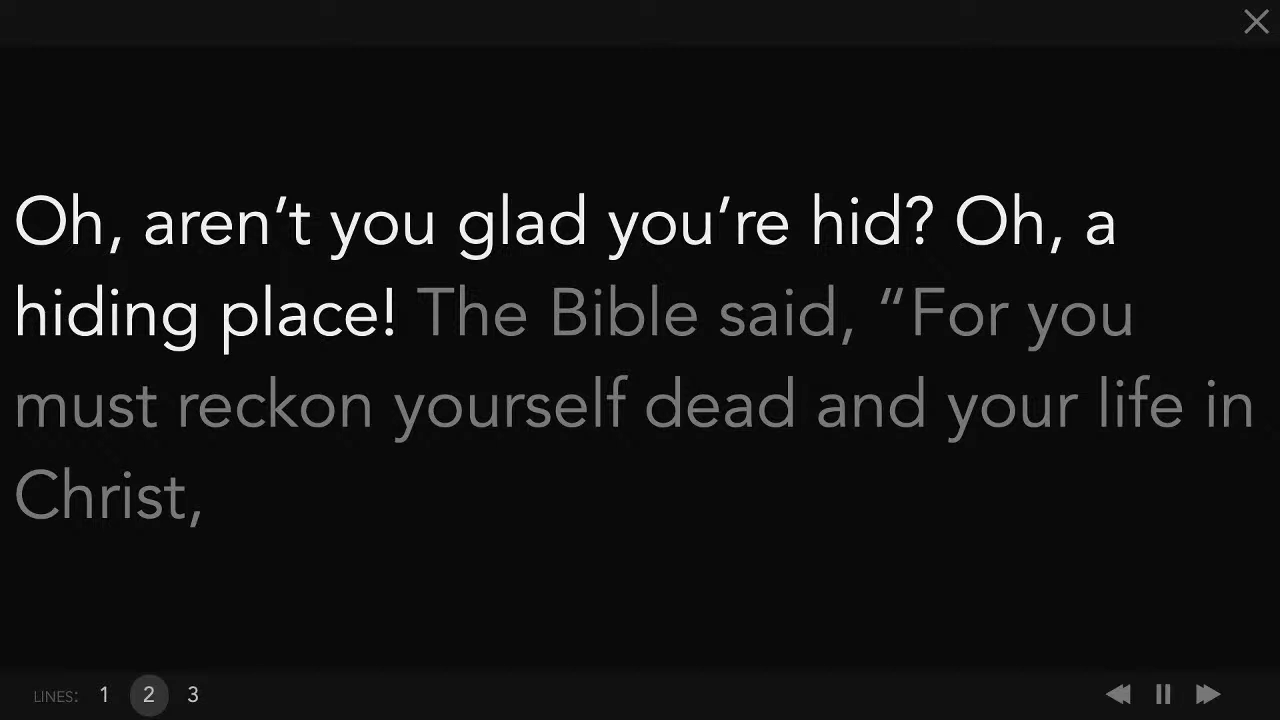 Oh, aren’t you glad you’re hid? Oh, a
hiding place! The Bible said, “For you
must reckon yourself dead and your life in
Christ,
LINES: 1 2 3